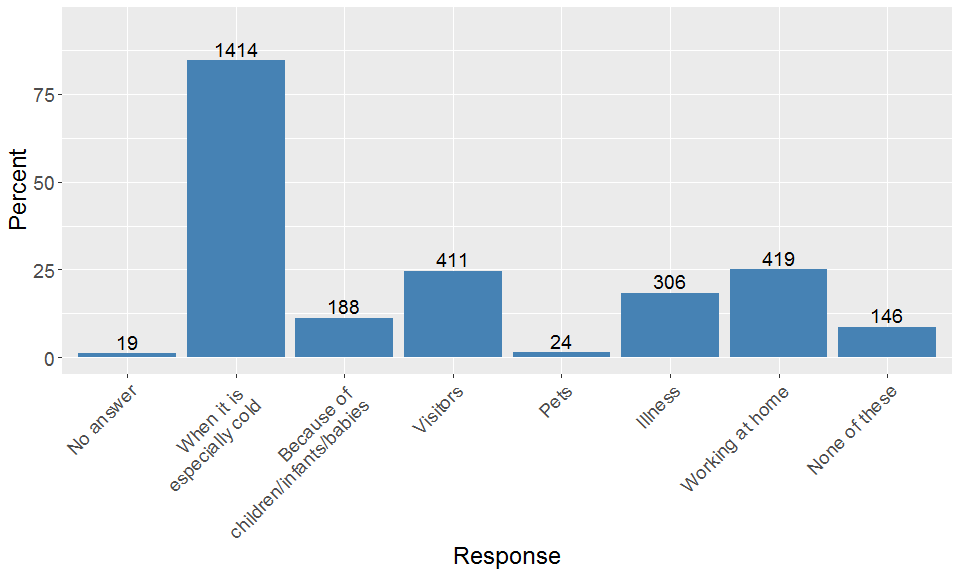 Percent
75
50
25
0
19
1414
188
411
24
306
419
146
No answer
When it is
especially cold
Because of
children/infants/babies
Visitors
Pets
Illness
Working at home
None of these
Response